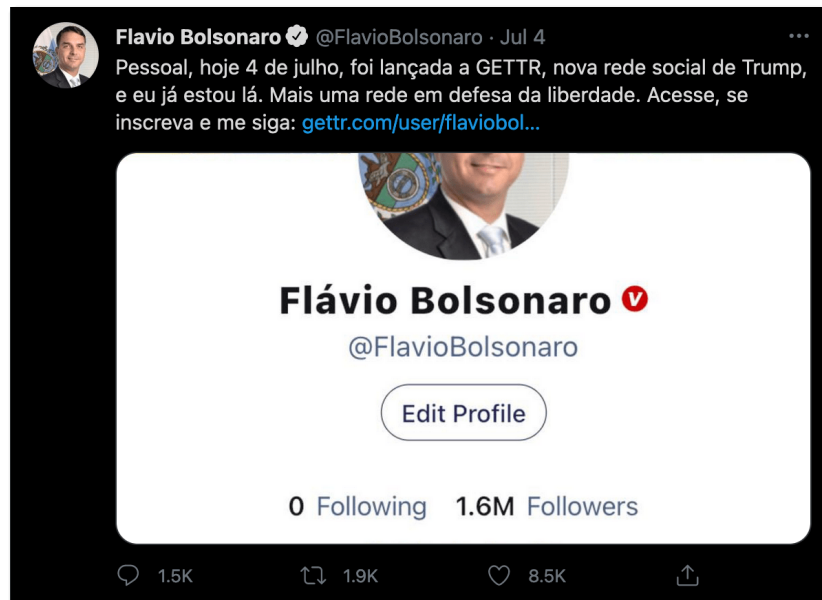 Flavio Bolsonaro @FlavioBolsonaro · Jul 4
Pessoal, hoje 4 de julho, foi lançada a GETTR, nova rede social de Trump,
e eu já estou lá. Mais uma rede em defesa da liberdade. Acesse, se
inscreva e me siga: gettr.com/user/flaviobol...
Flávio Bolsonaro V
@FlavioBolsonaro
Edit Profile
0 Following 1.6M Followers
1.5K 1.9K 8.5K